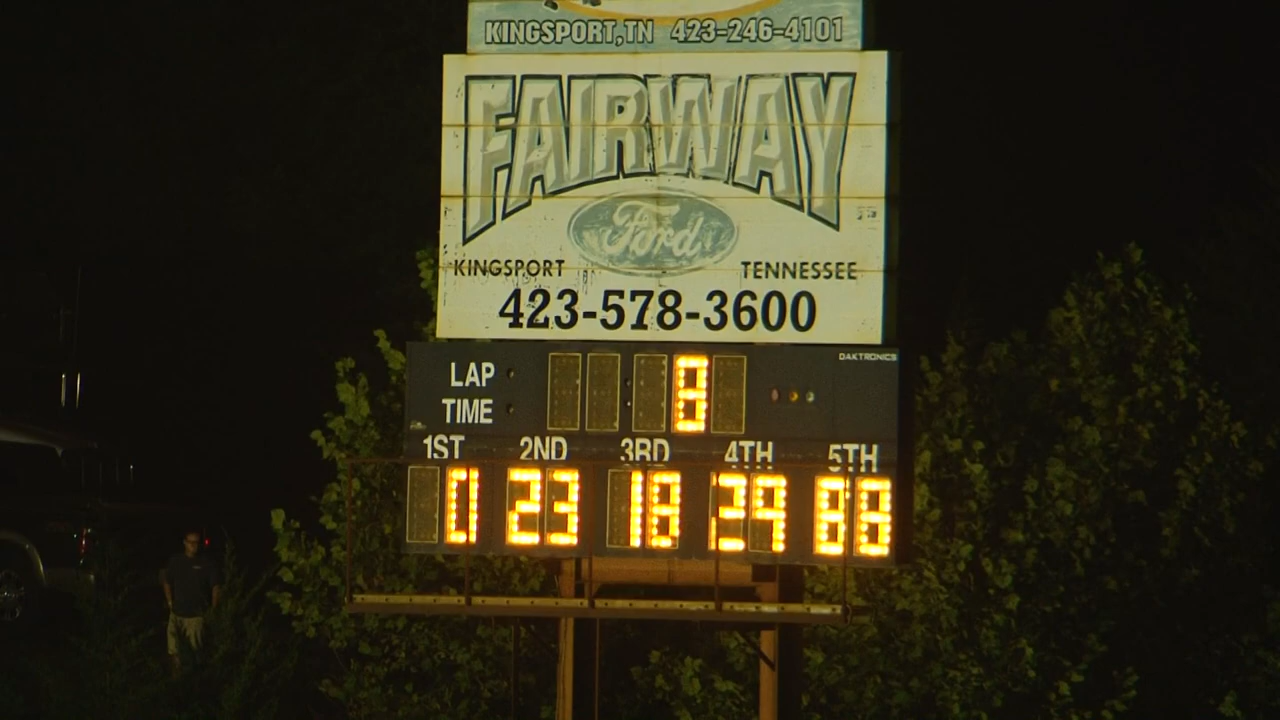 KINGSPORT, TN 423-246-4101
FAIRWAY
Ford
KINGSPORT TENNESSEE
423-578-3600
DAKTRONICS
LAP 8
TIME
1ST 2ND 3RD 4TH 5TH
0 23 18 29 88